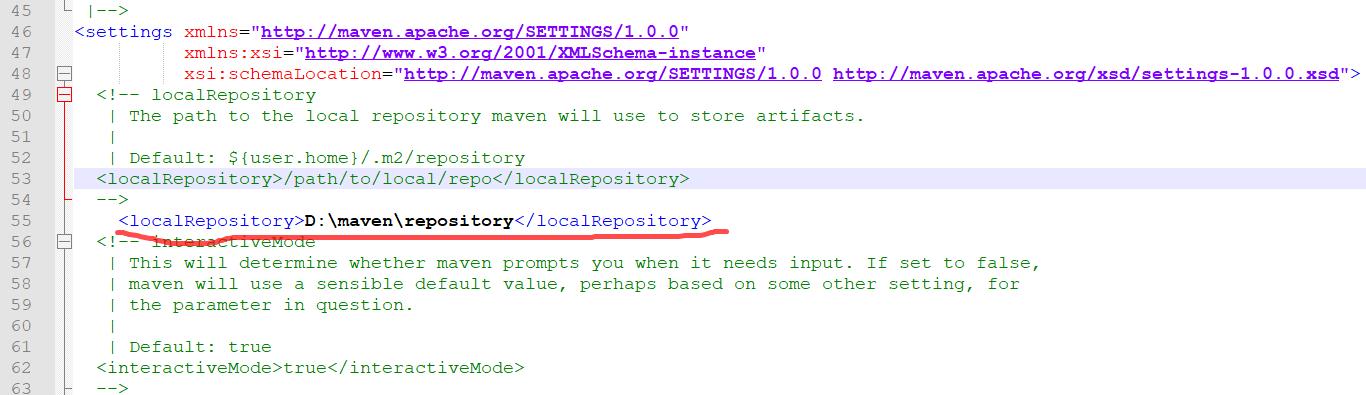 45 |-->
46 <settings xmlns="http://maven.apache.org/SETTINGS/1.0.0"
47 xmlns:xsi="http://www.w3.org/2001/XMLSchema-instance"
48 xsi:schemaLocation="http://maven.apache.org/SETTINGS/1.0.0 http://maven.apache.org/xsd/settings-1.0.0.xsd">
49 <!-- localRepository
50 | The path to the local repository maven will use to store artifacts.
51 |
52 | Default: ${user.home}/.m2/repository
53 <localRepository>/path/to/local/repo</localRepository>
54 -->
55 <localRepository>D:\maven\repository</localRepository>
56 <!-- interactiveMode
57 | This will determine whether maven prompts you when it needs input. If set to false,
58 | maven will use a sensible default value, perhaps based on some other setting, for
59 | the parameter in question.
60 |
61 | Default: true
62 <interactiveMode>true</interactiveMode>
63 -->